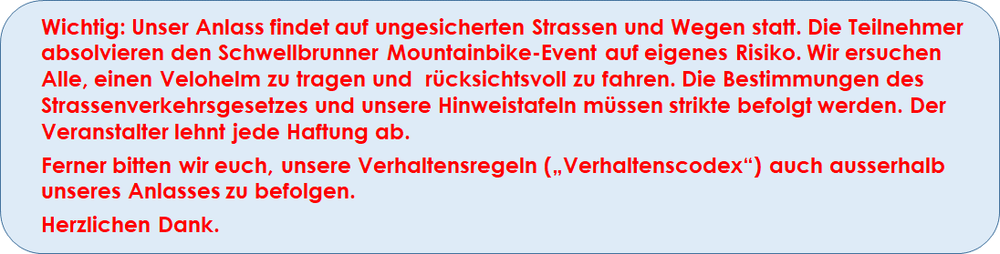 Wichtig: Unser Anlass findet auf ungesicherten Strassen und Wegen statt. Die Teilnehmer
absolvieren den Schwellbrunner Mountainbike-Event auf eigenes Risiko. Wir ersuchen
Alle, einen Velohelm zu tragen und  rücksichtsvoll zu fahren. Die Bestimmungen des
Strassenverkehrsgesetzes und unsere Hinweistafeln müssen strikte befolgt werden. Der
Veranstalter lehnt jede Haftung ab.
Ferner bitten wir euch, unsere Verhaltensregeln („Verhaltenscodex“) auch ausserhalb
unseres Anlasses zu befolgen.
Herzlichen Dank.